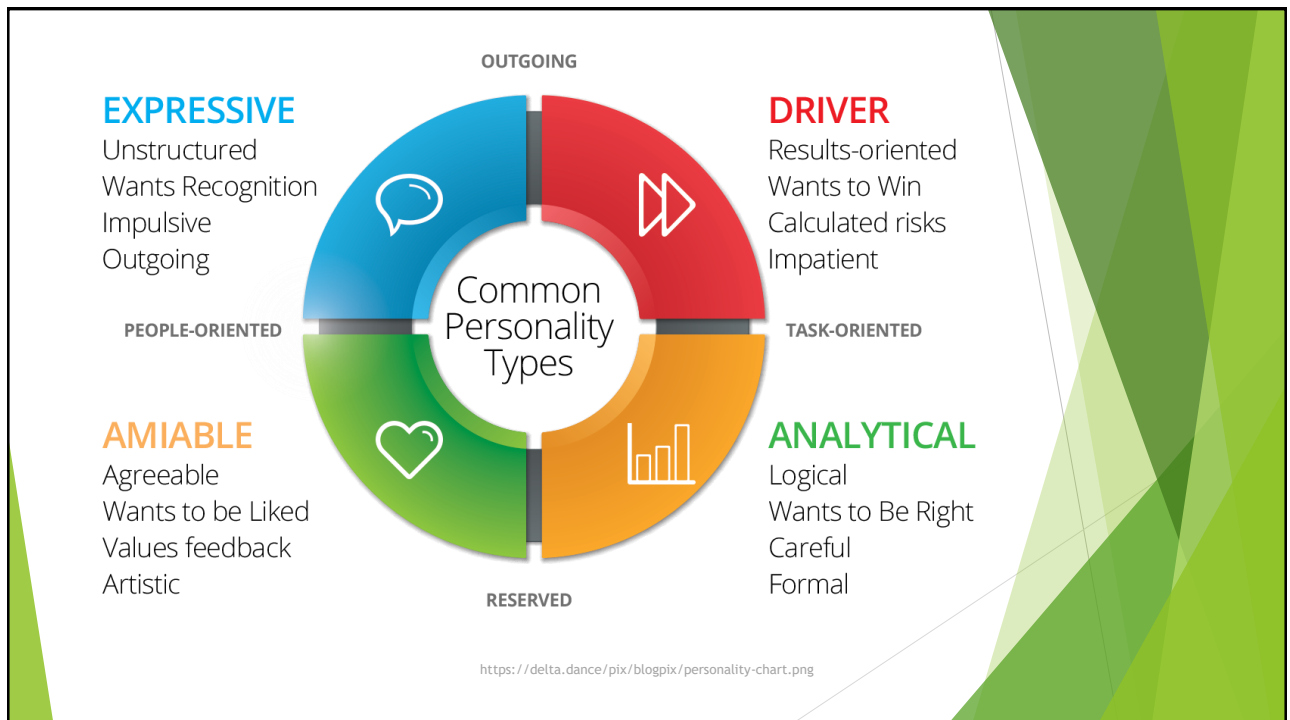 OUTGOING
EXPRESSIVE
Unstructured
Wants Recognition
Impulsive
Outgoing
DRIVER
Results-oriented
Wants to Win
Calculated risks
Impatient
Common
Personality
Types
PEOPLE-ORIENTED
TASK-ORIENTED
AMIABLE
Agreeable
Wants to be Liked
Values feedback
Artistic
ANALYTICAL
Logical
Wants to Be Right
Careful
Formal
RESERVED
https://delta.dance/pix/blogpix/personality-chart.png